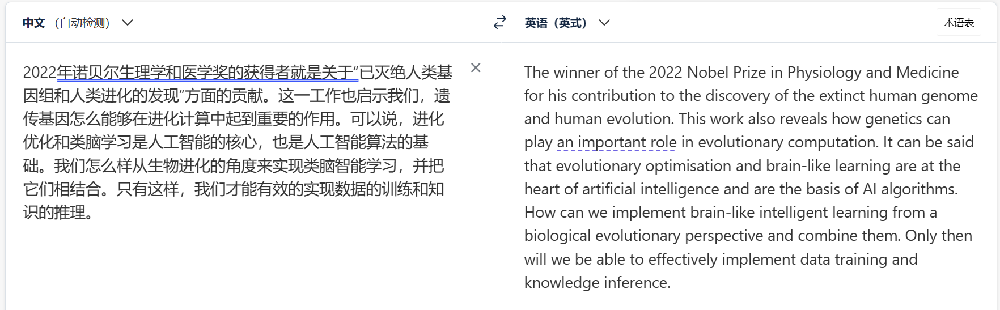 中文 （自动检测）
英语（英式）
术语表
2022年诺贝尔生理学和医学奖的获得者就是关于“已灭绝人类基
因组和人类进化的发现”方面的贡献。这一工作也启示我们，遗
传基因怎么能够在进化计算中起到重要的作用。可以说，进化
优化和类脑学习是人工智能的核心，也是人工智能算法的基
础。我们怎么样从生物进化的角度来实现类脑智能学习，并把
它们相结合。只有这样，我们才能有效的实现数据的训练和知
识的推理。
The winner of the 2022 Nobel Prize in Physiology and Medicine
for his contribution to the discovery of the extinct human genome
and human evolution. This work also reveals how genetics can
play an important role in evolutionary computation. It can be said
that evolutionary optimisation and brain-like learning are at the
heart of artificial intelligence and are the basis of AI algorithms.
How can we implement brain-like intelligent learning from a
biological evolutionary perspective and combine them. Only then
will we be able to effectively implement data training and
knowledge inference.